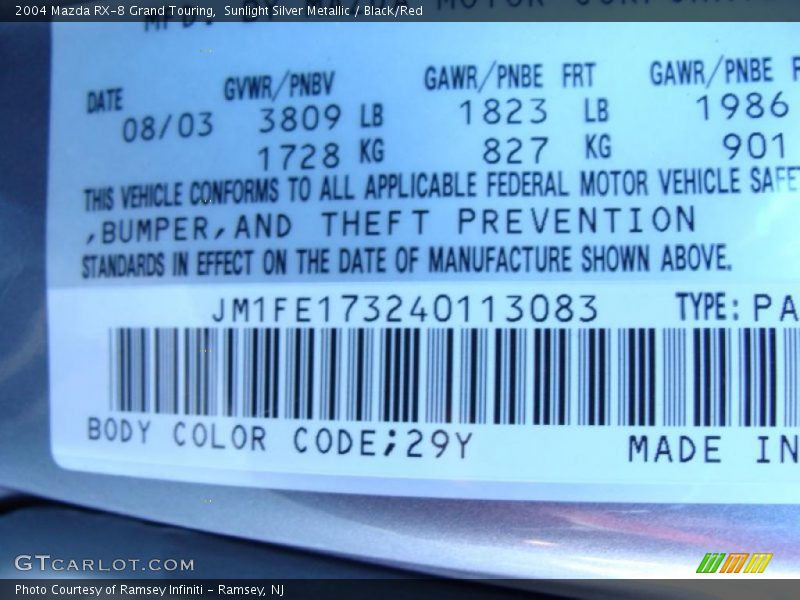 2004 Mazda RX-8 Grand Touring,  Sunlight Silver Metallic / Black/Red
DATE GVWR/PNBV GAWR/PNBE FRT GAWR/PNBE
08/03 3809 LB 1823 LB 1986
1728 KG 827 KG 901
THIS VEHICLE CONFORMS TO ALL APPLICABLE FEDERAL MOTOR VEHICLE SAFET
,BUMPER,AND THEFT PREVENTION
STANDARDS IN EFFECT ON THE DATE OF MANUFACTURE SHOWN ABOVE.
JM1FE173240113083 TYPE: PA
BODY COLOR CODE;29Y MADE IN
GTCARLOT.COM
Photo Courtesy of Ramsey Infiniti - Ramsey, NJ